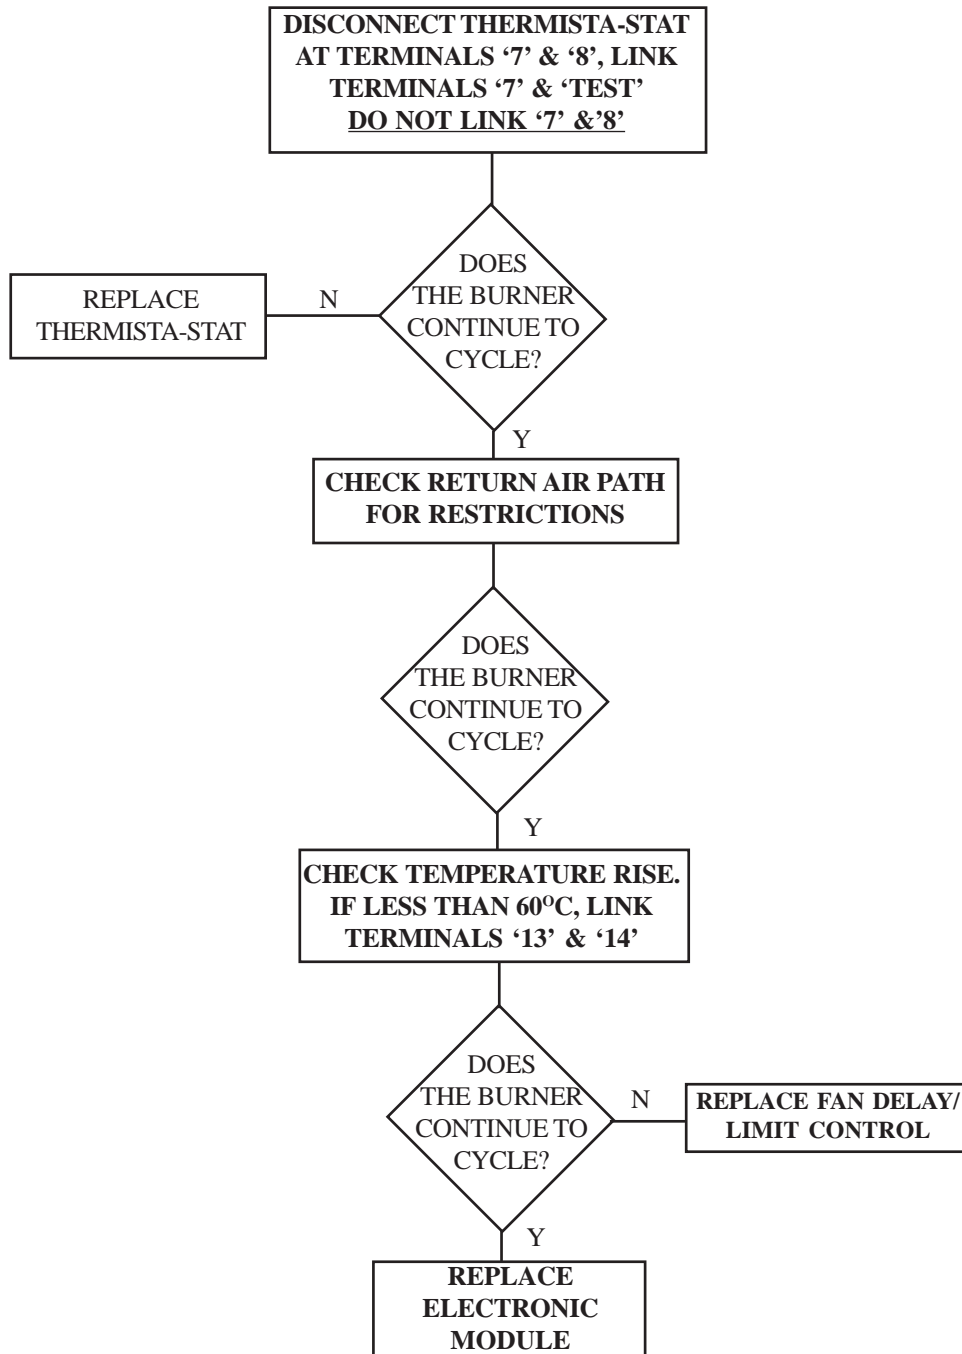 DISCONNECT THERMISTA-STAT
AT TERMINALS ‘7’ & ‘8’, LINK
TERMINALS ‘7’ & ‘TEST’
DO NOT LINK ‘7’ &’8’
DOES
THE BURNER
CONTINUE TO
CYCLE?
N
REPLACE
THERMISTA-STAT
Y
CHECK RETURN AIR PATH
FOR RESTRICTIONS
DOES
THE BURNER
CONTINUE TO
CYCLE?
Y
CHECK TEMPERATURE RISE.
IF LESS THAN 60ᴼC, LINK
TERMINALS ‘13’ & ‘14’
DOES
THE BURNER
CONTINUE TO
CYCLE?
N
REPLACE FAN DELAY/
LIMIT CONTROL
Y
REPLACE
ELECTRONIC
MODULE